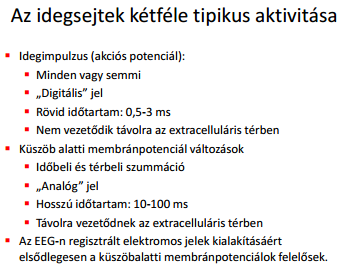 Az idegsejtek kétféle tipikus aktivitása
Idegimpulzus (akciós potenciál):
Minden vagy semmi
„Digitális” jel
Rövid időtartam: 0,5-3 ms
Nem vezetődik távolra az extracelluláris térben
Küszöb alatti membránpotenciál változások
Időbeli és térbeli szummáció
„Analóg” jel
Hosszú időtartam: 10-100 ms
Távolra vezetődnek az extracelluláris térben
Az EEG-n regisztrált elektromos jelek kialakításáért
elsődlegesen a küszöbalatti membránpotenciálok felelősek.